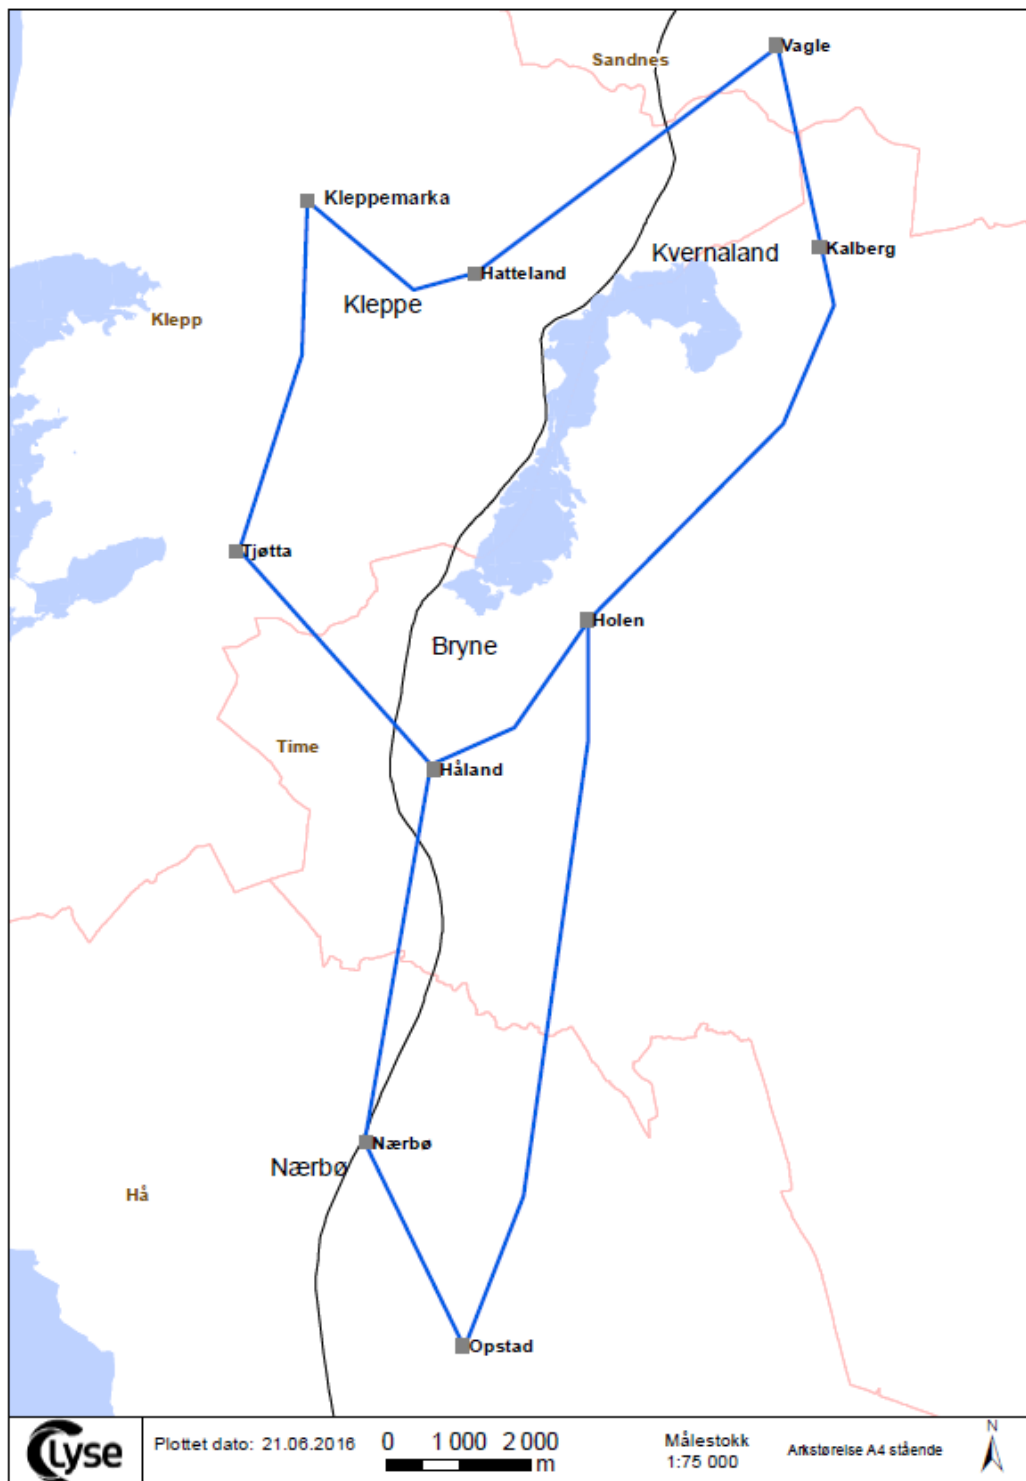 Vagle
Sandnes
Kleppemarka
Kvernaland
Kalberg
Hatteland
Kleppe
Klepp
Tjøtta
Holen
Bryne
Time
Håland
Nærbø
Nærbø
Hå
Opstad
Lyse
Plottet dato: 21.06.2016
0 1 000 2 000
m
Målestokk
1:75 000
Arkstørelse A4 stående
N